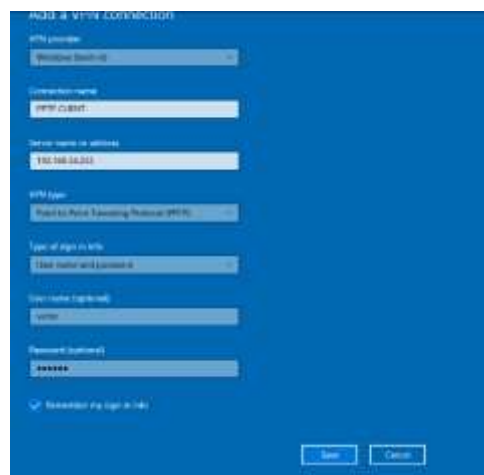 Add a VPN connection
VPN provider
Windows (built-in)
Connection name
PPTP CLIENT
Server name or address
VPN type
Point to Point Tunneling Protocol (PPTP)
Type of sign-in info
User name and password
User name (optional)
Password (optional)
Remember my sign-in info
Save Cancel